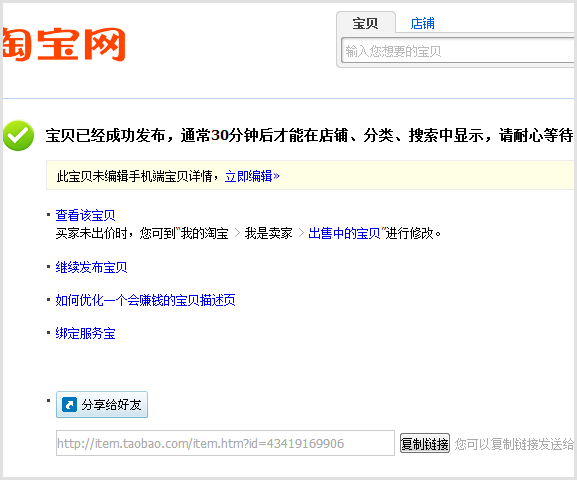 淘宝网
宝贝 店铺
输入您想要的宝贝
宝贝已经成功发布，通常30分钟后才能在店铺、分类、搜索中显示，请耐心等待
此宝贝未编辑手机端宝贝详情，立即编辑»
查看该宝贝
买家未出价时，您可到“我的淘宝 > 我是卖家 > 出售中的宝贝”进行修改。
继续发布宝贝
如何优化一个会赚钱的宝贝描述页
绑定服务宝
分享给好友
http://item.taobao.com/item.htm?id=43419169906 复制链接 您可以复制链接发送给